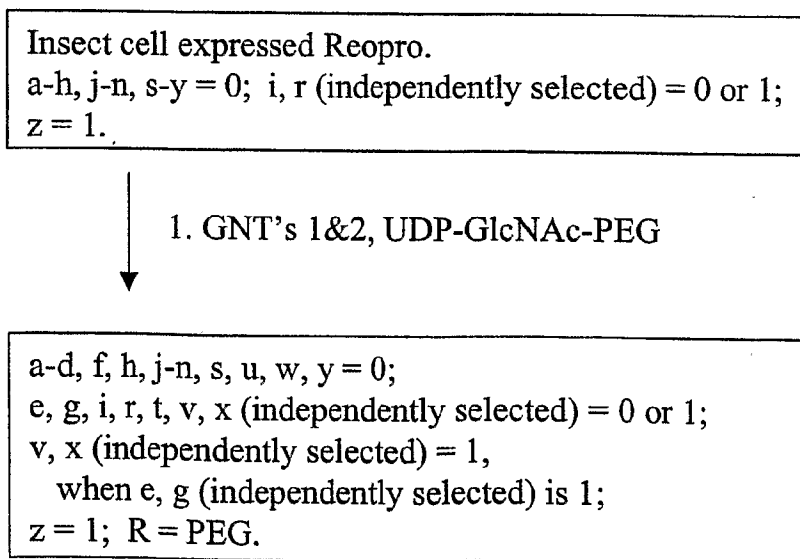 Insect cell expressed Reopro.
a-h, j-n, s-y = 0; i, r (independently selected) = 0 or 1;
z = 1.
1. GNT's 1&2, UDP-GlcNAc-PEG
a-d, f, h, j-n, s, u, w, y = 0;
e, g, i, r, t, v, x (independently selected) = 0 or 1;
v, x (independently selected) = 1,
when e, g (independently selected) is 1;
z = 1; R = PEG.